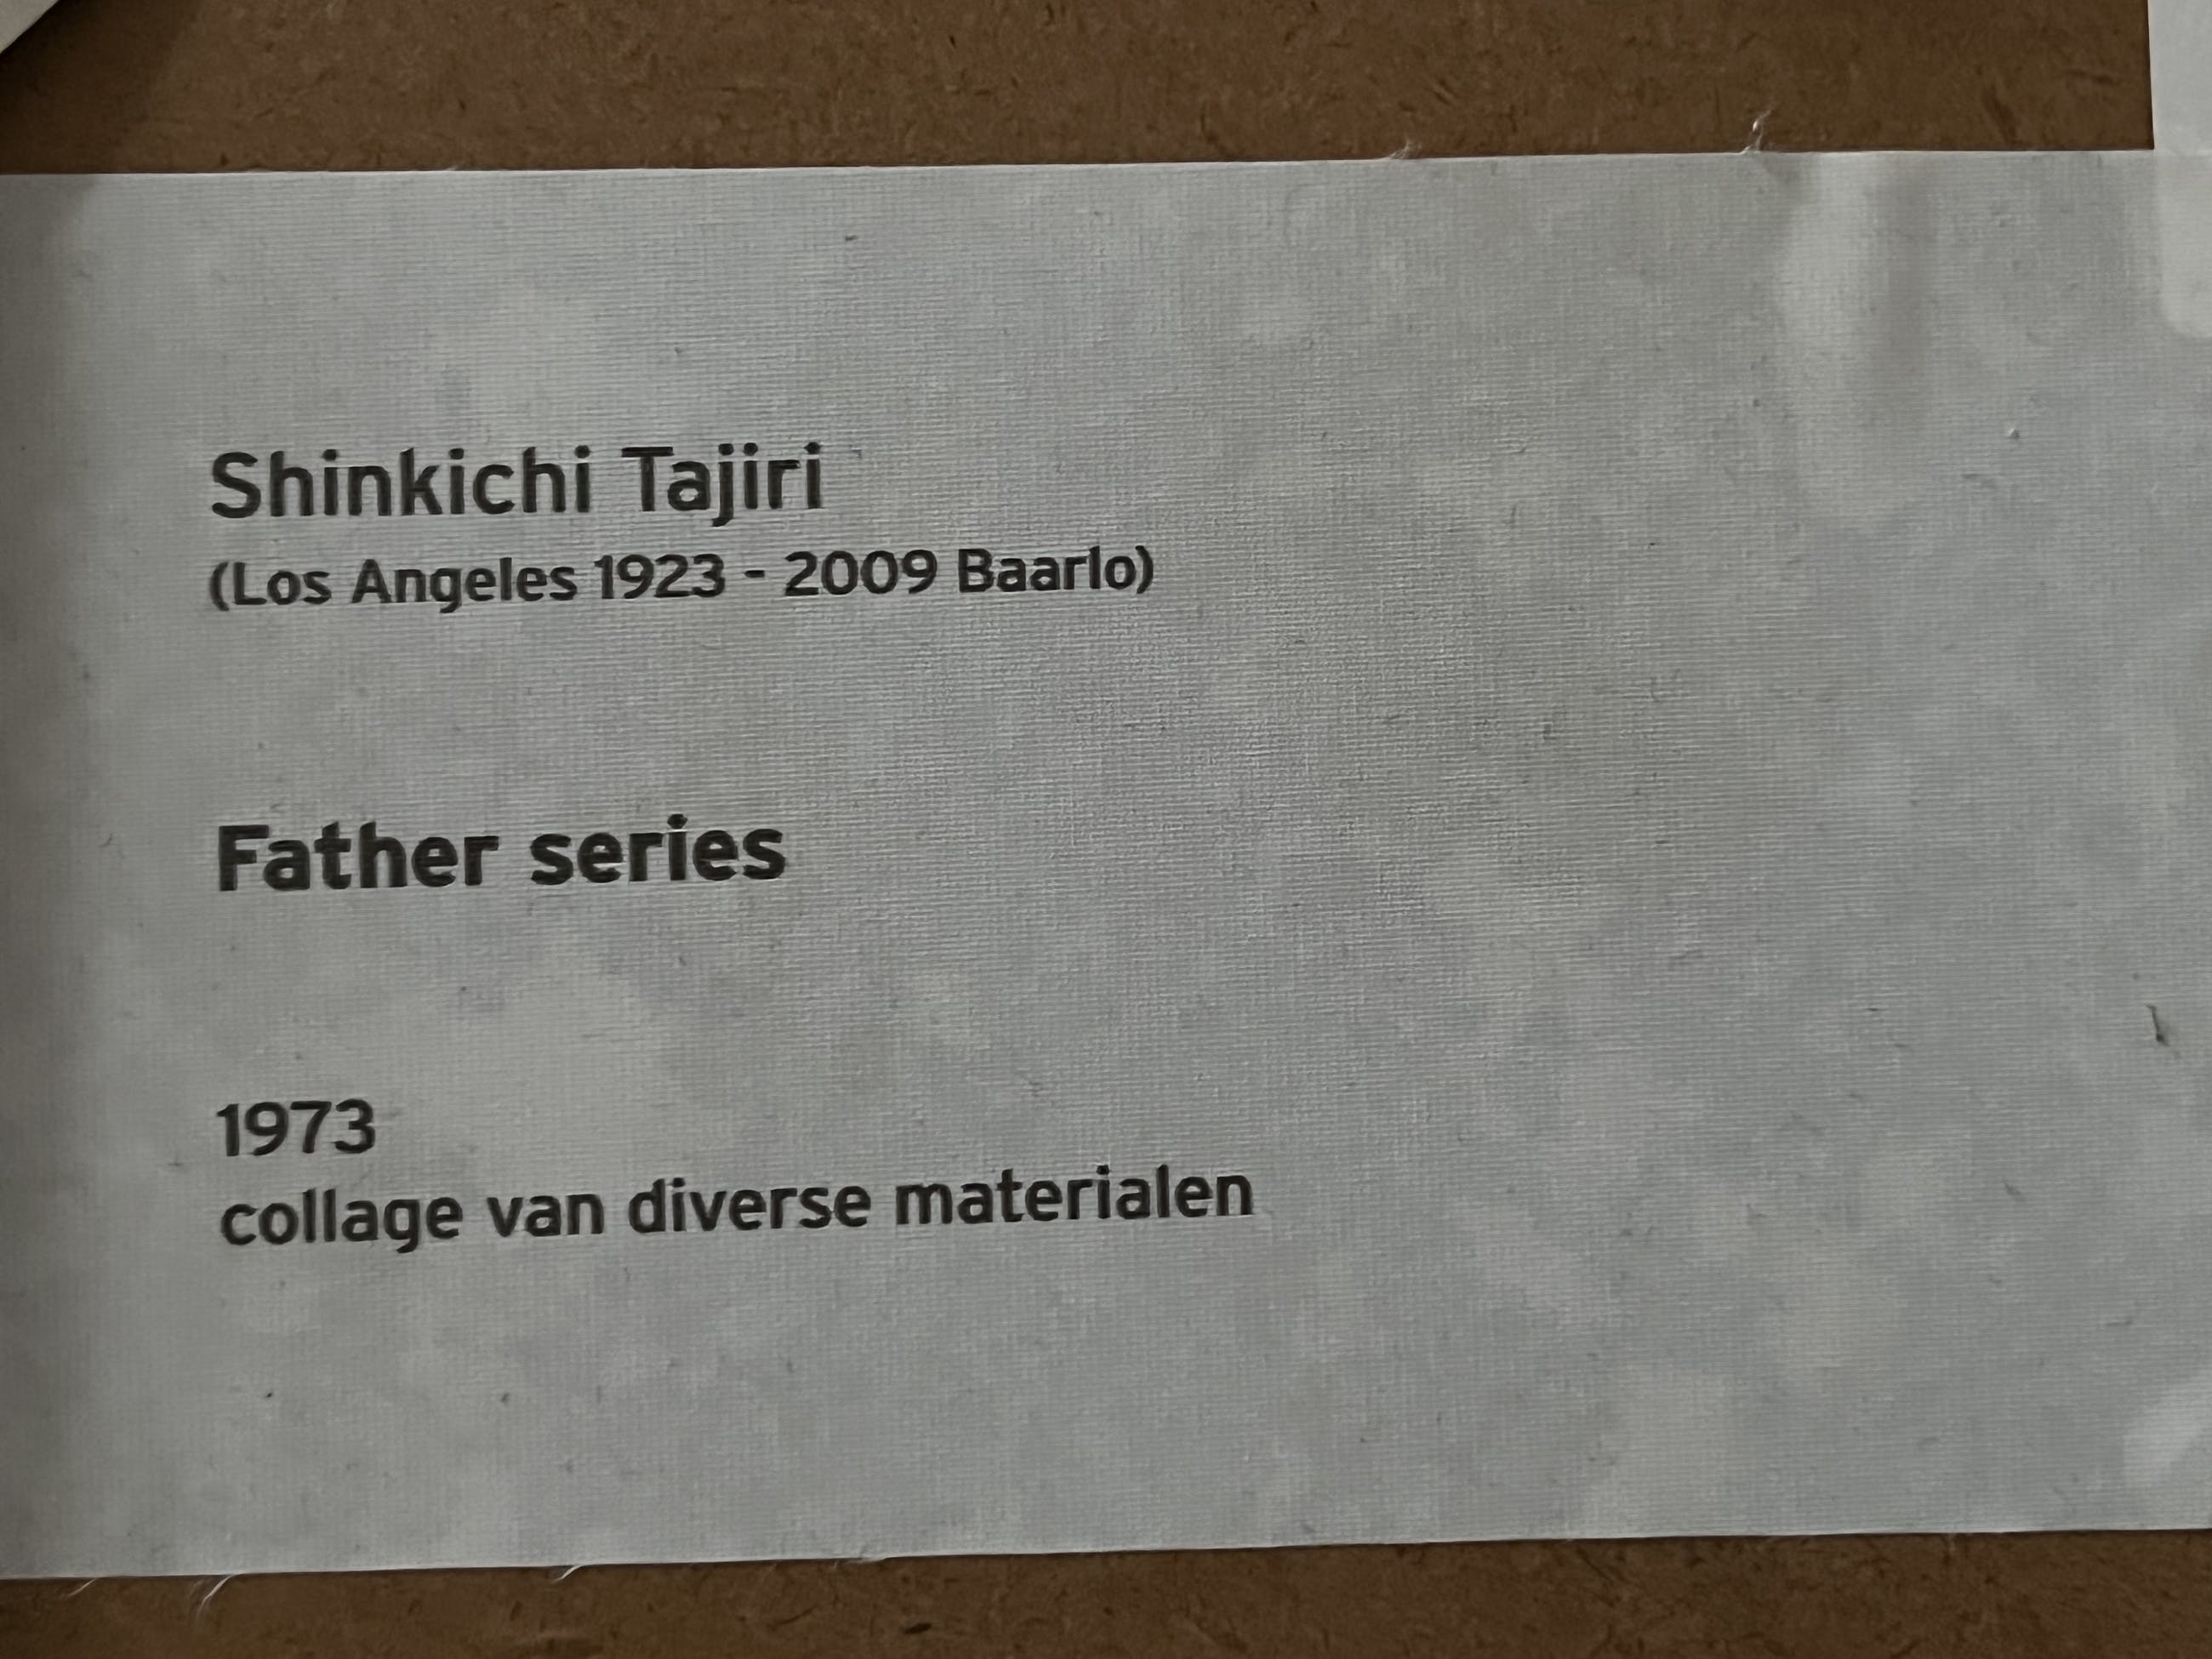 Shinkichi Tajiri
(Los Angeles 1923 - 2009 Baarlo)
Father series
1973
collage van diverse materialen